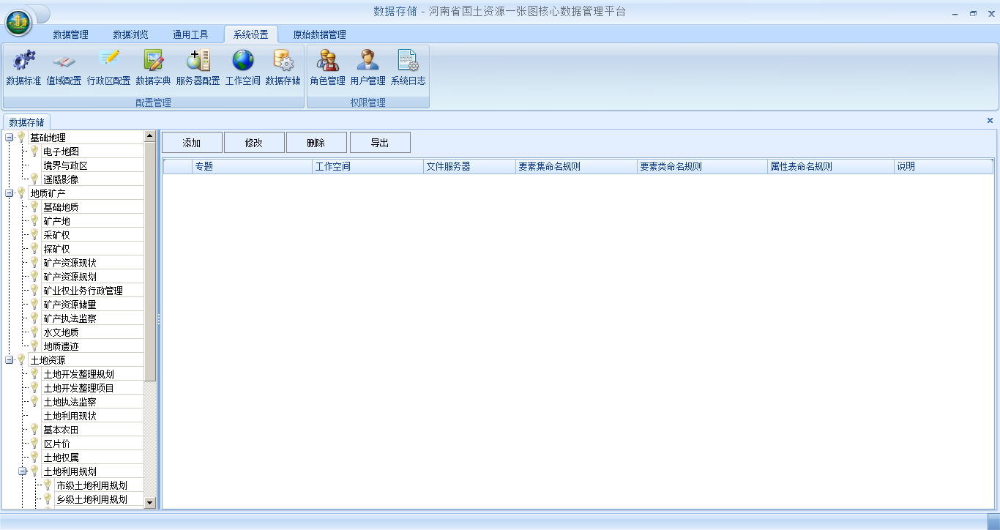 数据存储 - 河南省国土资源一张图核心数据管理平台
数据管理 数据浏览 通用工具 系统设置 原始数据管理
数据标准 值域配置 行政区配置 数据字典 服务器配置 工作空间 数据存储 角色管理 用户管理 系统日志
配置管理 权限管理
数据存储
添加 修改 删除 导出
专题 工作空间 文件服务器 要素集命名规则 要素类命名规则 属性表命名规则 说明
基础地理
电子地图
境界与政区
遥感影像
地质矿产
基础地质
矿产地
采矿权
探矿权
矿产资源现状
矿产资源规划
矿业权业务行政管理
矿产资源储量
矿产执法监察
水文地质
地质遗迹
土地资源
土地开发整理规划
土地开发整理项目
土地执法监察
土地利用现状
基本农田
区片价
土地权属
土地利用规划
市级土地利用规划
乡级土地利用规划